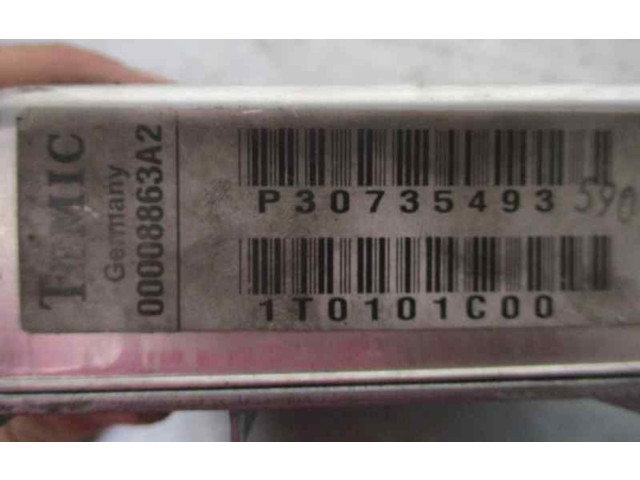 TEMIC
Germany
00008863A2
P30735493
590
1T0101C00